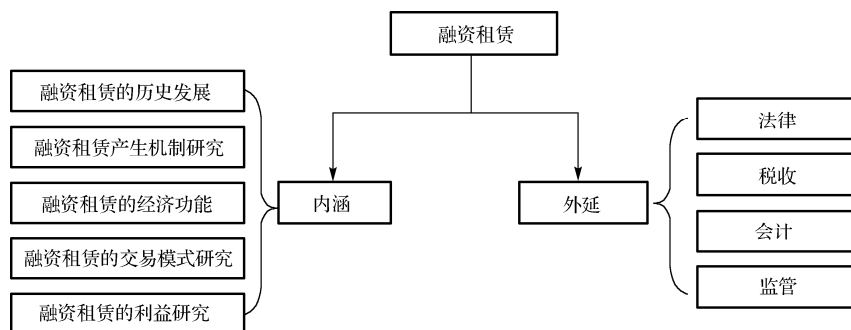 融资租赁
融资租赁的历史发展
融资租赁产生机制研究
融资租赁的经济功能
融资租赁的交易模式研究
融资租赁的利益研究
内涵
外延
法律
税收
会计
监管